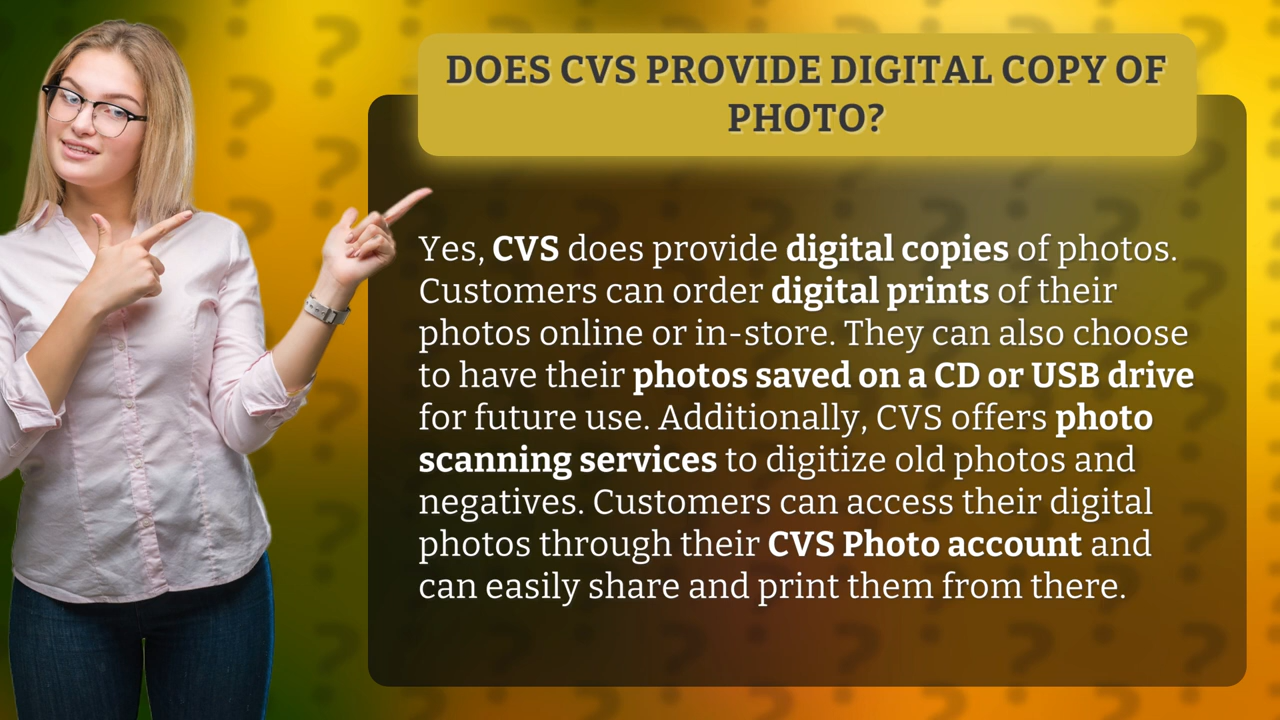 DOES CVS PROVIDE DIGITAL COPY OF
PHOTO?
Yes, CVS does provide digital copies of photos.
Customers can order digital prints of their
photos online or in-store. They can also choose
to have their photos saved on a CD or USB drive
for future use. Additionally, CVS offers photo
scanning services to digitize old photos and
negatives. Customers can access their digital
photos through their CVS Photo account and
can easily share and print them from there.